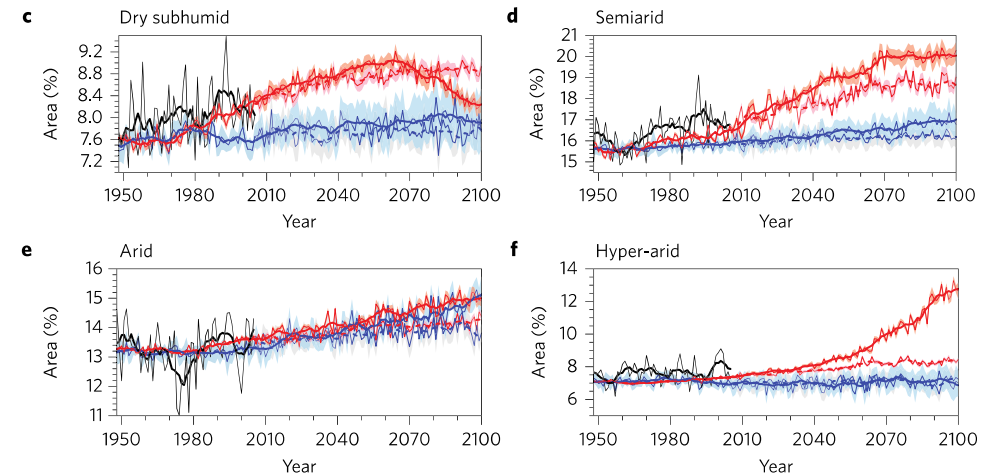 c Dry subhumid
9.2
8.8
8.4
8.0
7.6
7.2
Area (%)
1950 1980 2010 2040 2070 2100
Year
d Semiarid
21
20
19
18
17
16
15
Area (%)
1950 1980 2010 2040 2070 2100
Year
e Arid
16
15
14
13
12
11
Area (%)
1950 1980 2010 2040 2070 2100
Year
f Hyper-arid
14
12
10
8
6
Area (%)
1950 1980 2010 2040 2070 2100
Year